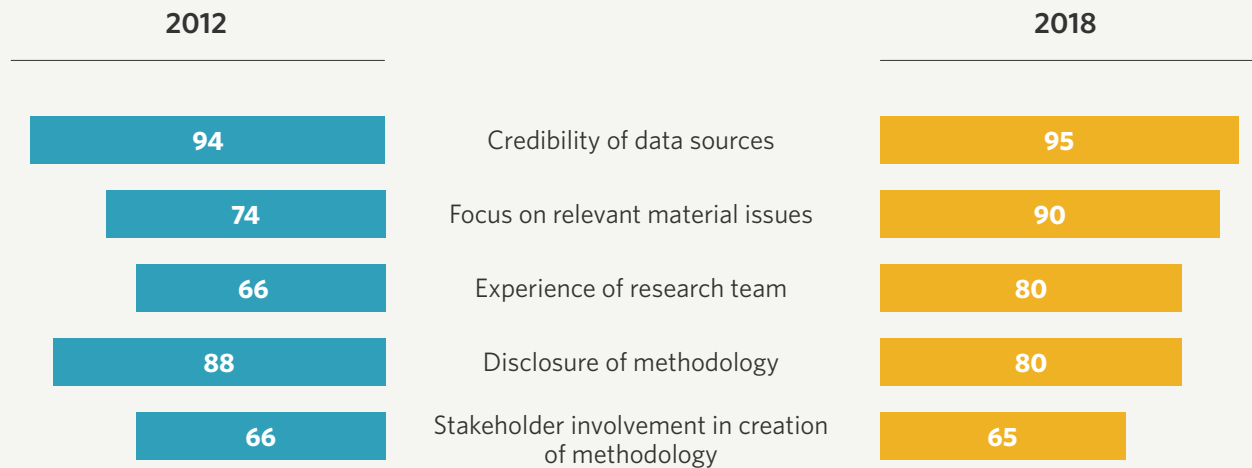 2012 2018
94 Credibility of data sources 95
74 Focus on relevant material issues 90
66 Experience of research team 80
88 Disclosure of methodology 80
66 Stakeholder involvement in creation 65
of methodology